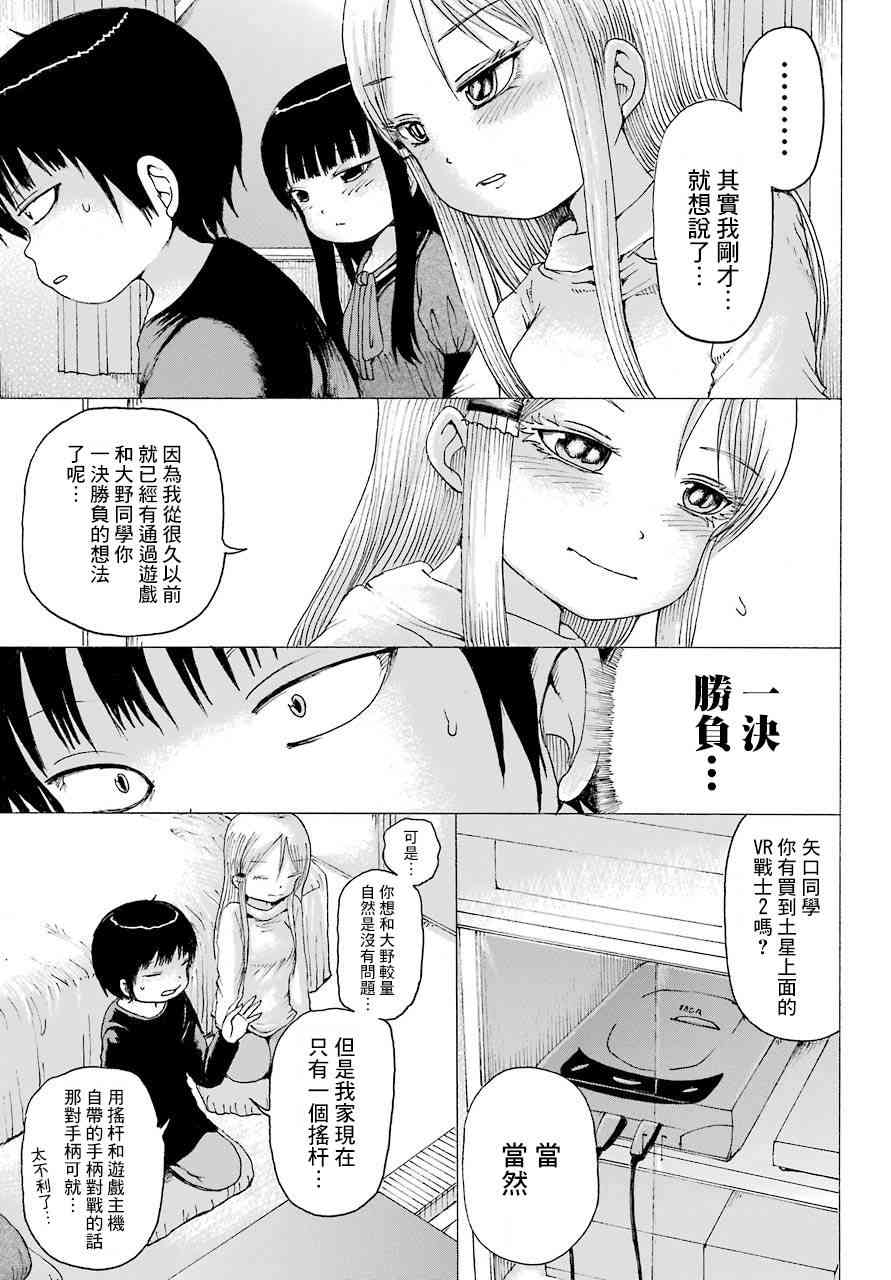 ………
其實我剛才…
就想說了…
因為我從很久以前
就已經有通過遊戲
和大野同學你
一決勝負的想法
了呢…
一決
勝負…
矢口同學
你有買到土星上面的
VR戰士2嗎？
當
當然
可是…
你想和大野較量
自然是沒有問題…
但是我家現在
只有一個搖杆…
用搖杆和遊戲主機
自帶的手柄對戰的話
那對手柄可就…
太不利了…